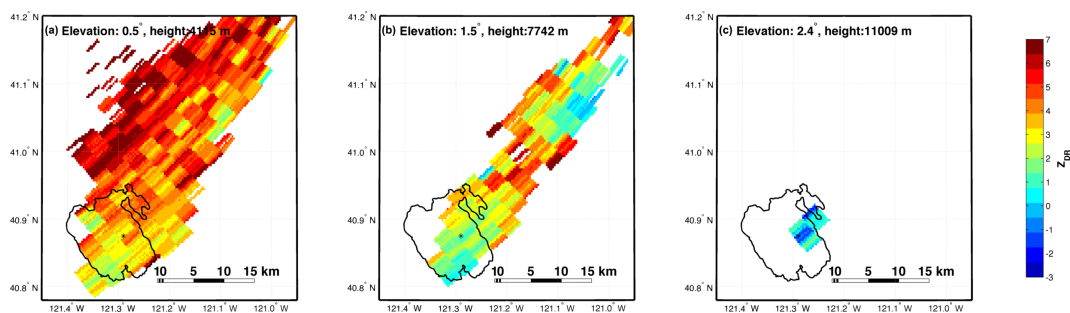 (a) Elevation: 0.5°, height:4115 m
(b) Elevation: 1.5°, height:7742 m
(c) Elevation: 2.4°, height:11009 m
41.2° N
41.1° N
41.0° N
40.9° N
40.8° N
121.4° W 121.3° W 121.2° W 121.1° W 121.0° W
10 5 10 15 km
41.2° N
41.1° N
41.0° N
40.9° N
40.8° N
121.4° W 121.3° W 121.2° W 121.1° W 121.0° W
10 5 10 15 km
41.2° N
41.1° N
41.0° N
40.9° N
40.8° N
121.4° W 121.3° W 121.2° W 121.1° W 121.0° W
10 5 10 15 km
7
6
5
4
3
2
1
0
-1
-2
-3
Z_DR